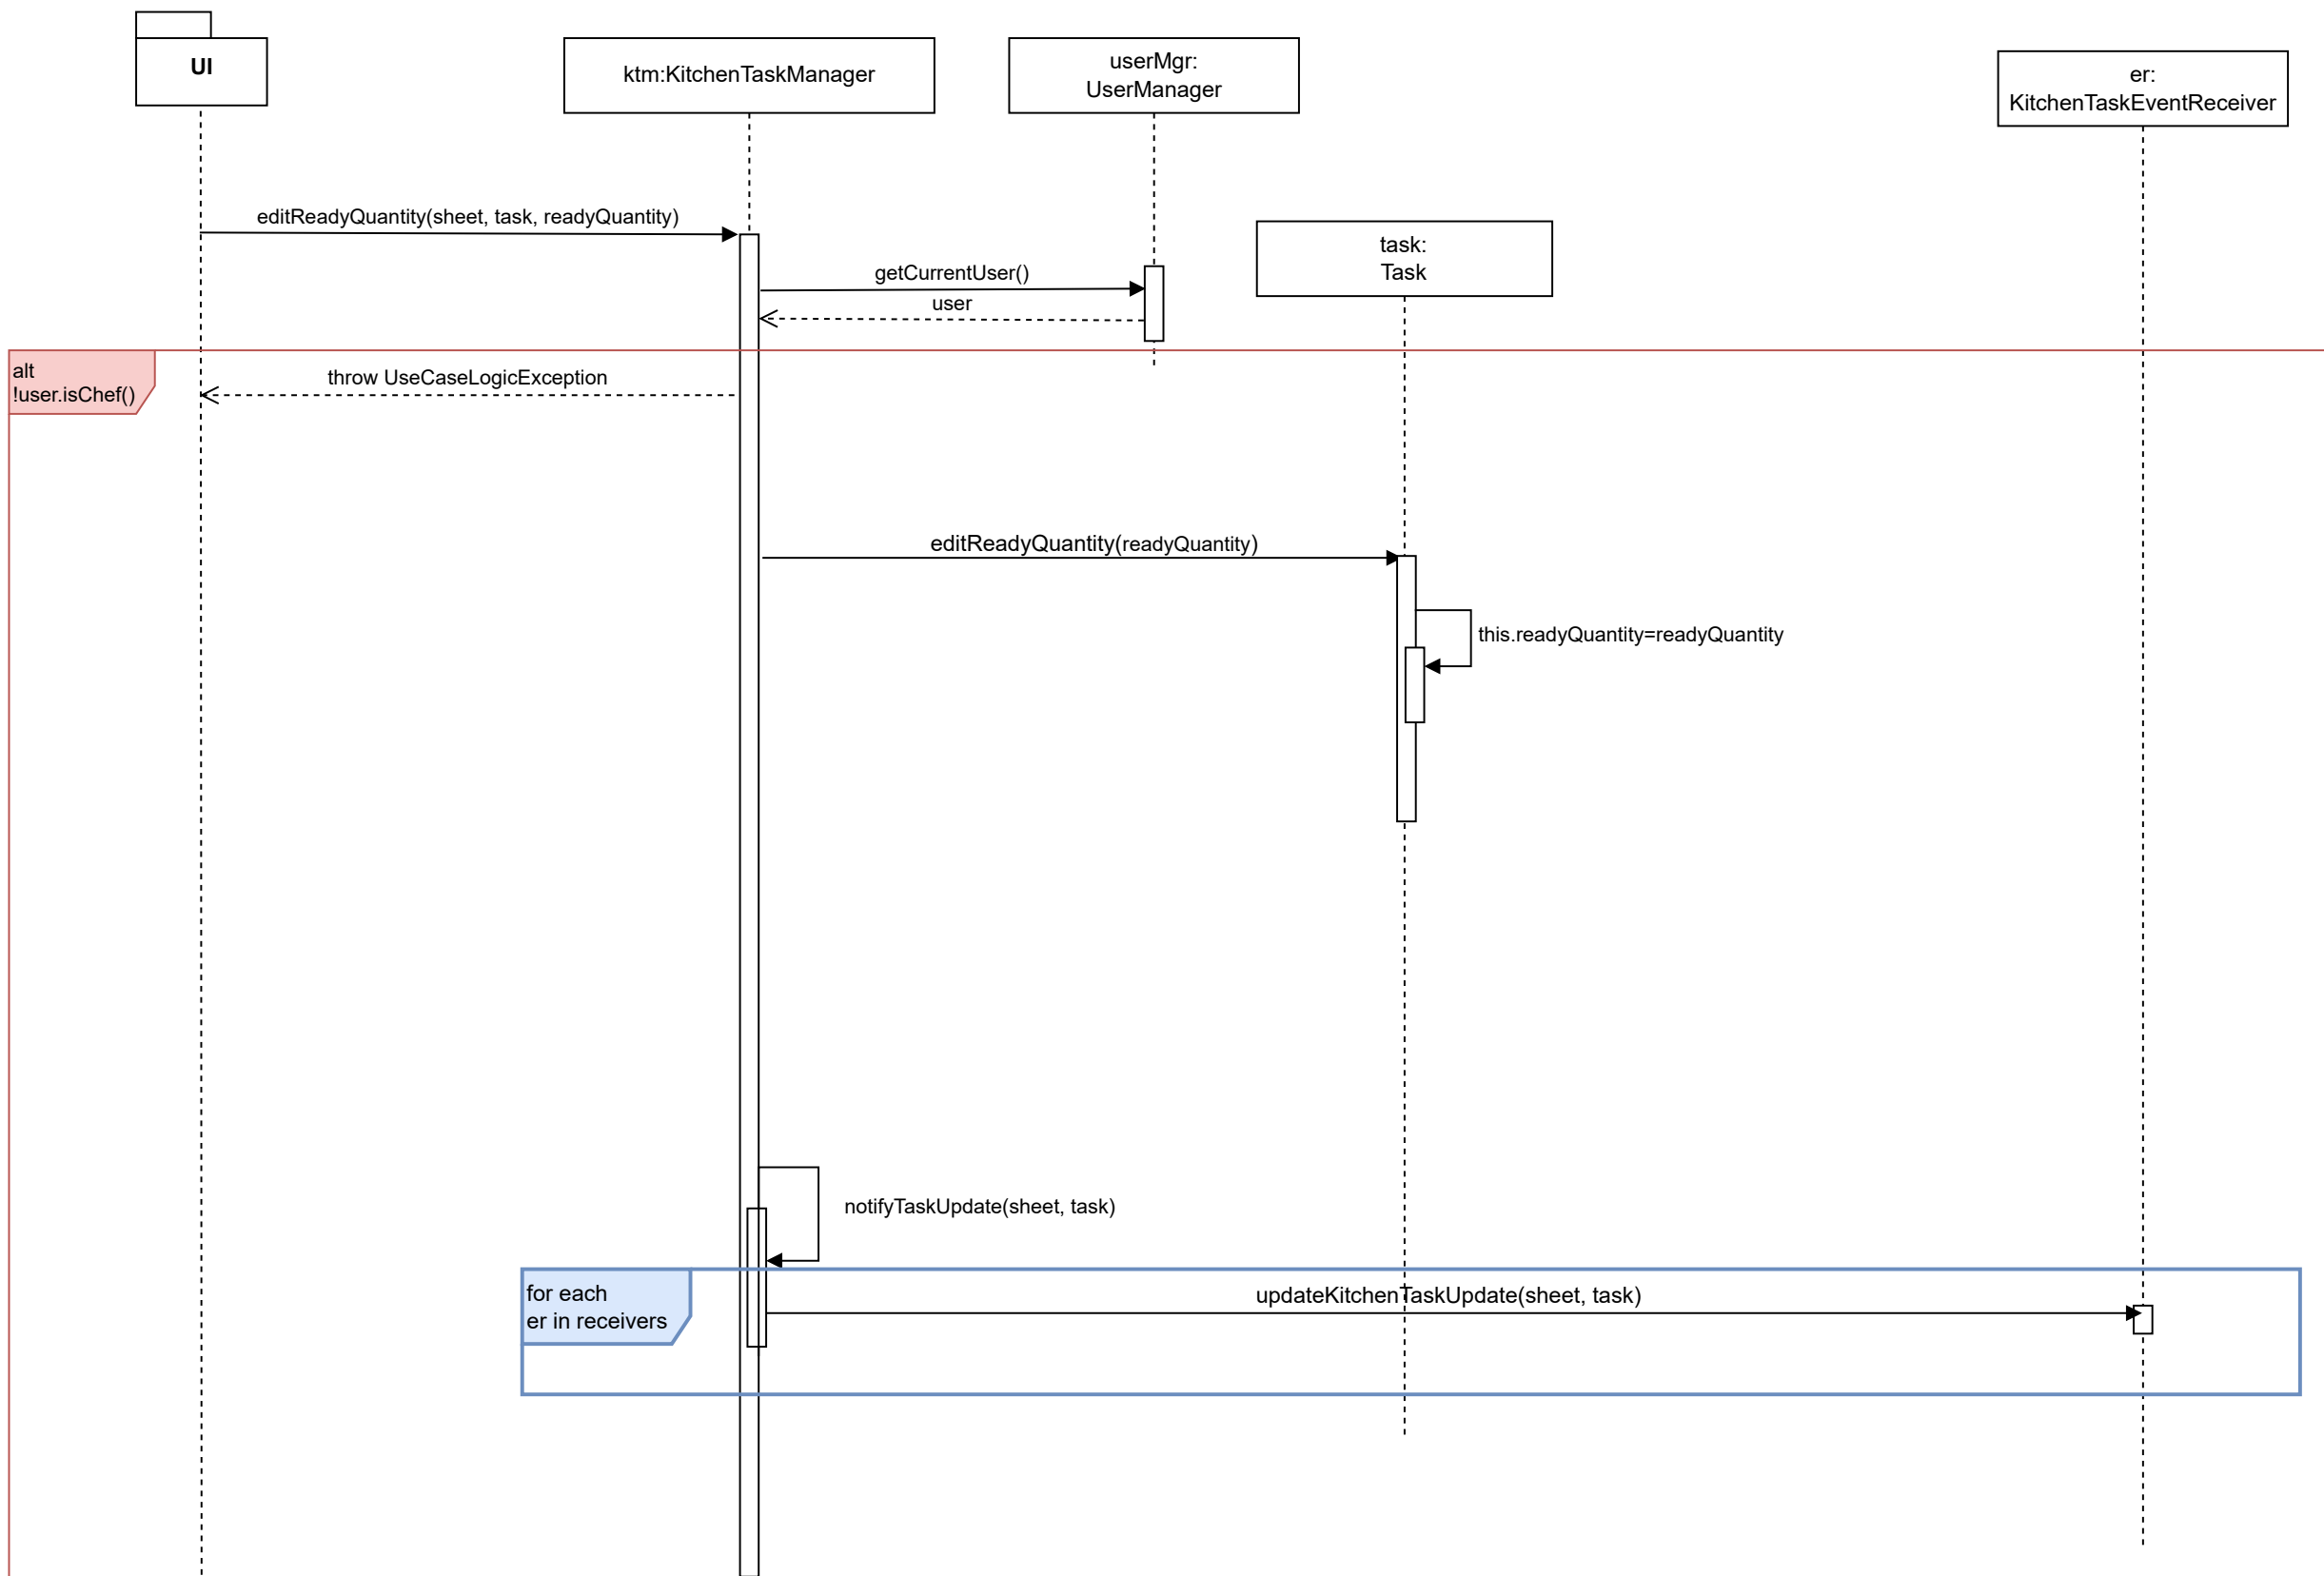 UI
ktm:KitchenTaskManager
userMgr:
UserManager
er:
KitchenTaskEventReceiver
editReadyQuantity(sheet, task, readyQuantity)
task:
Task
getCurrentUser()
user
alt
!user.isChef()
throw UseCaseLogicException
editReadyQuantity(readyQuantity)
this.readyQuantity=readyQuantity
notifyTaskUpdate(sheet, task)
for each
er in receivers
updateKitchenTaskUpdate(sheet, task)